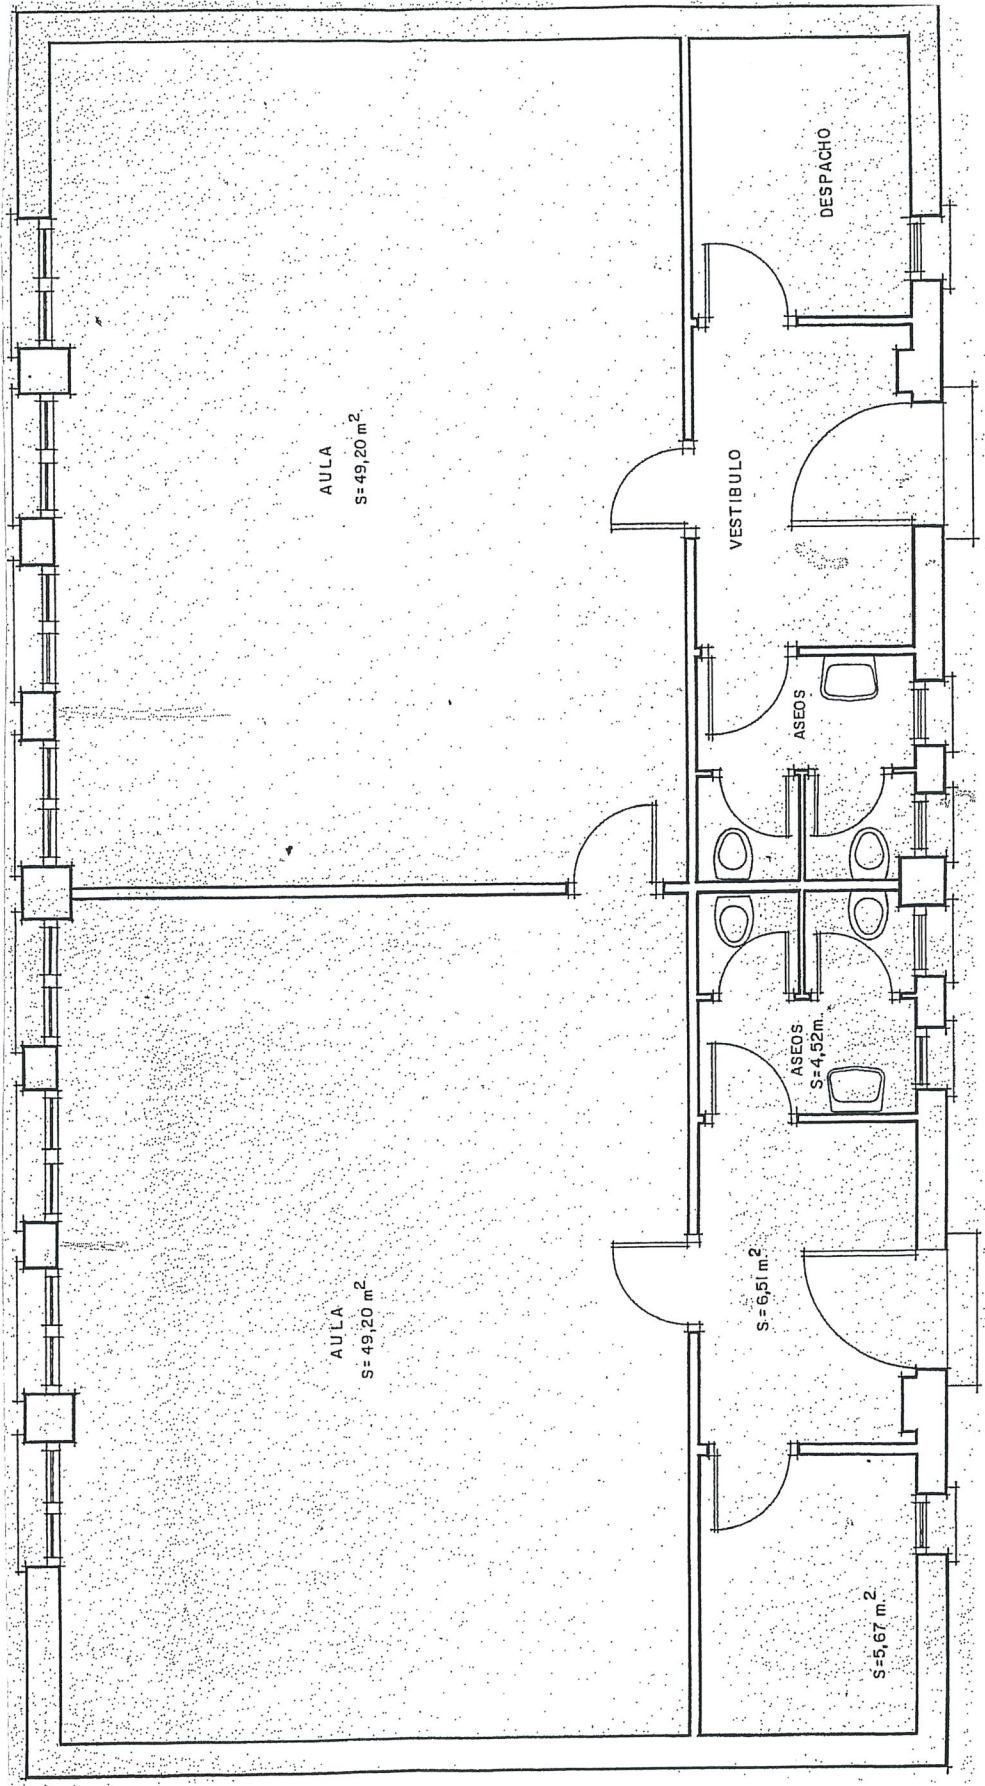 AULA
S= 49,20 m²
AULA
S= 49,20 m²
DESPACHO
VESTIBULO
ASEOS
ASEOS
S=4,52m.
S= 6,51 m.²
S=5,67 m.²